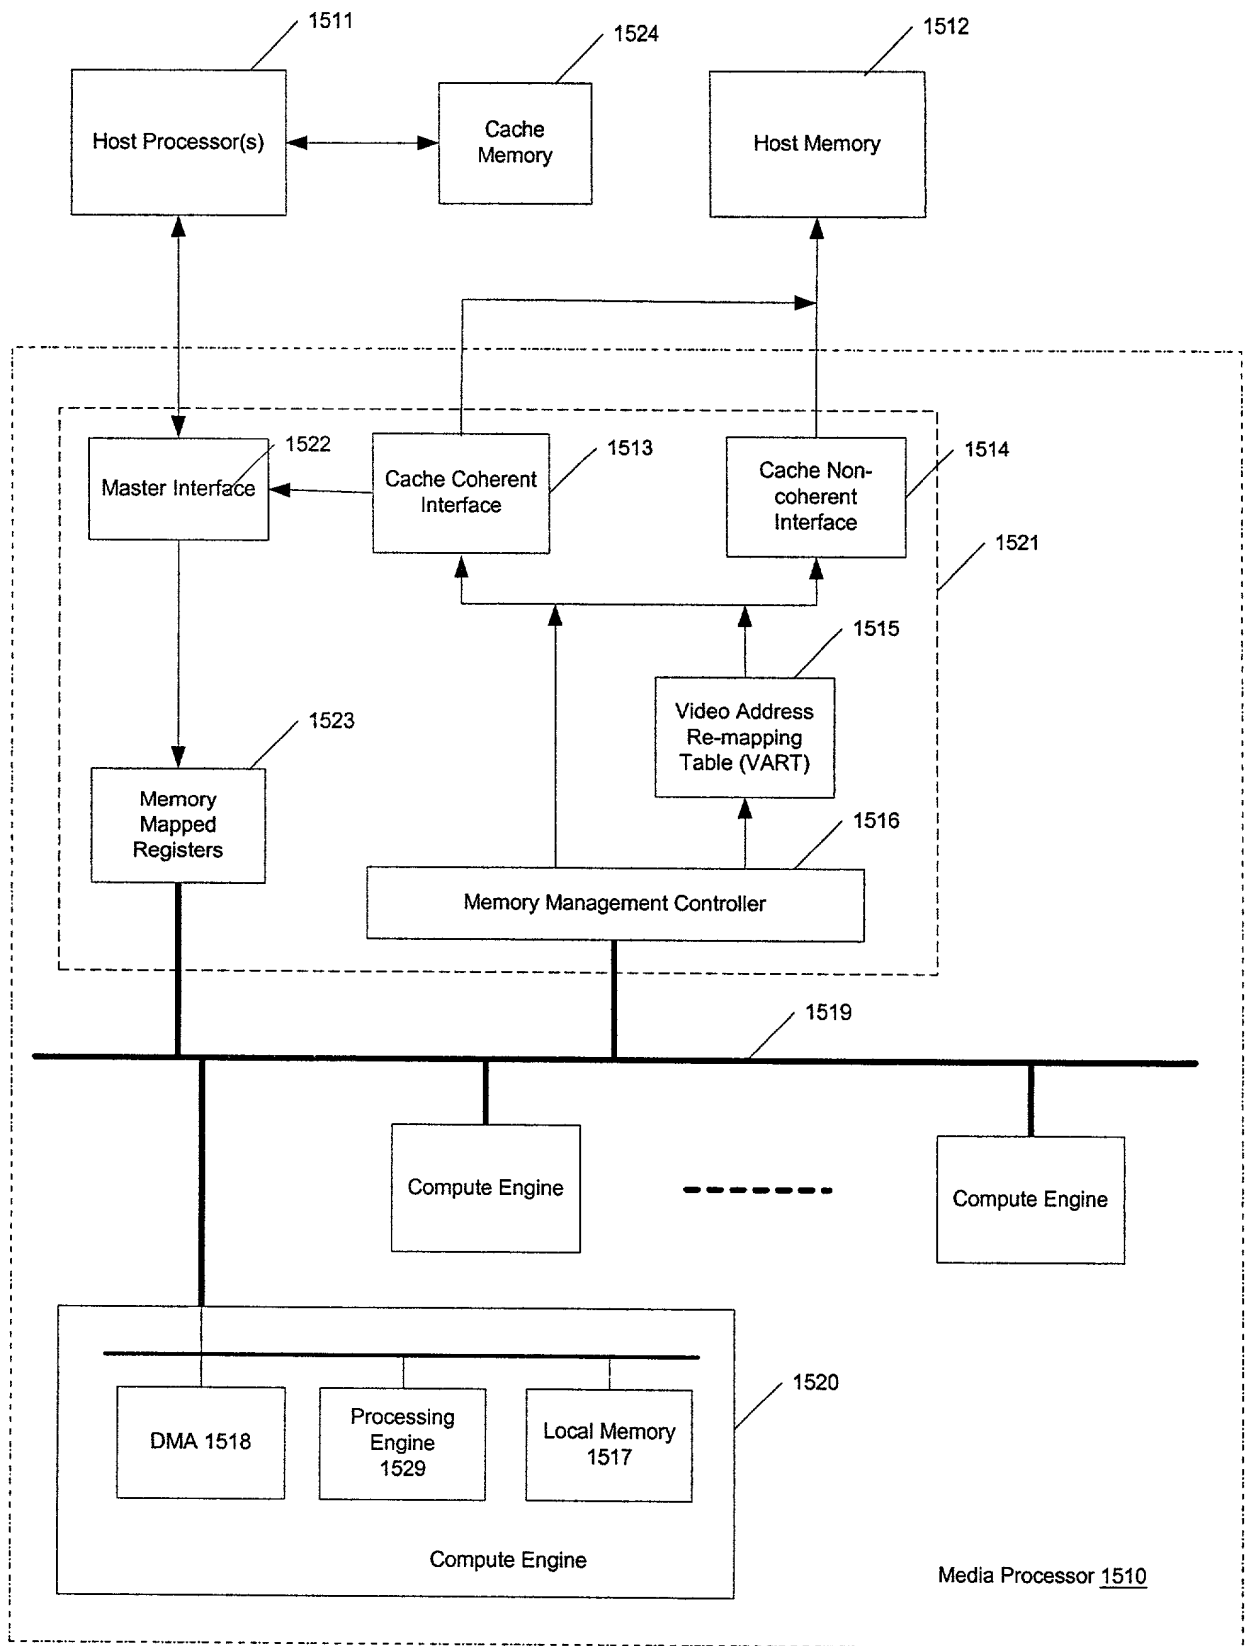 1511
1524
1512
Host Processor(s)
Cache
Memory
Host Memory
1522
Master Interface
1513
Cache Coherent
Interface
1514
Cache Non-
coherent
Interface
1521
1515
Video Address
Re-mapping
Table (VART)
1523
Memory
Mapped
Registers
1516
Memory Management Controller
1519
Compute Engine
Compute Engine
1520
DMA 1518
Processing
Engine
1529
Local Memory
1517
Compute Engine
Media Processor 1510